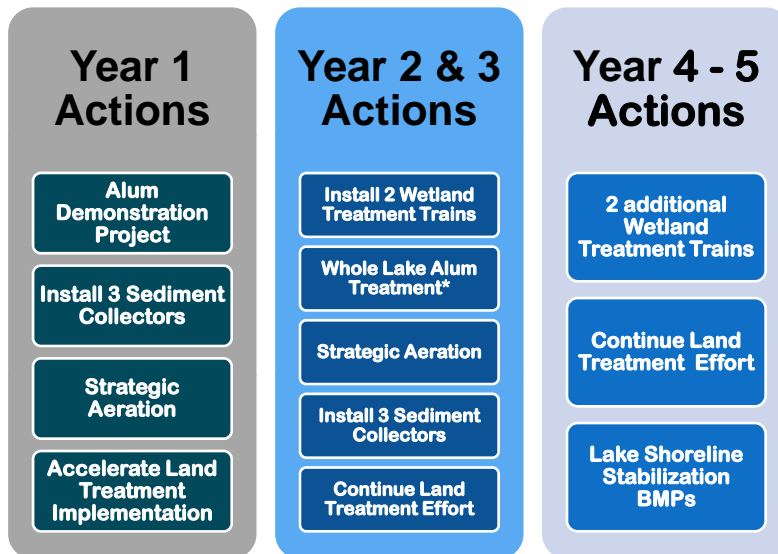 Year 1
Actions
Alum
Demonstration
Project
Install 3 Sediment
Collectors
Strategic
Aeration
Accelerate Land
Treatment
Implementation
Year 2 & 3
Actions
Install 2 Wetland
Treatment Trains
Whole Lake Alum
Treatment*
Strategic Aeration
Install 3 Sediment
Collectors
Continue Land
Treatment Effort
Year 4 - 5
Actions
2 additional
Wetland
Treatment Trains
Continue Land
Treatment Effort
Lake Shoreline
Stabilization
BMPs